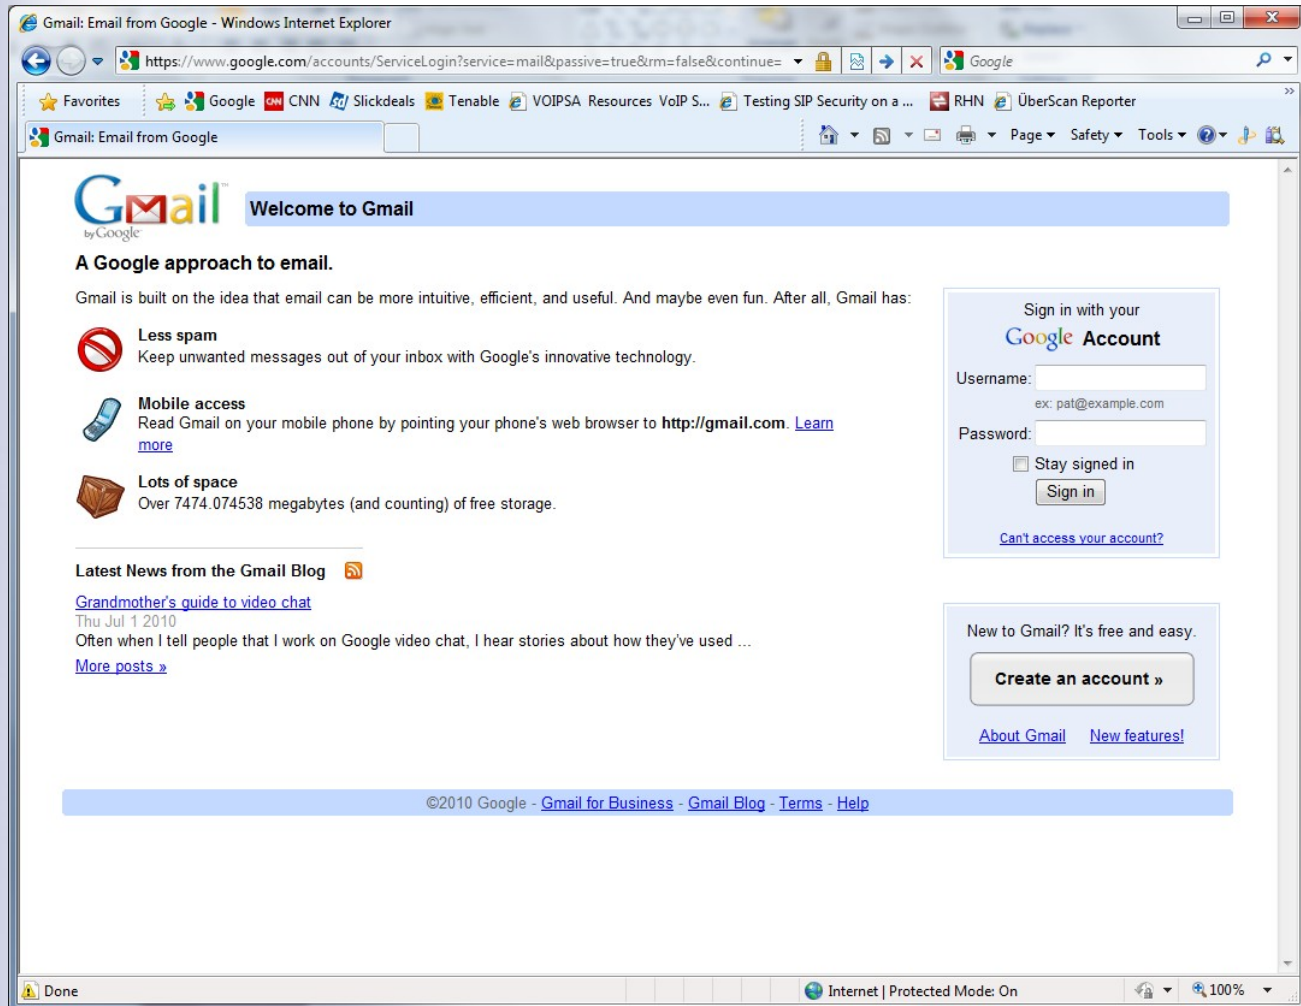 Gmail: Email from Google - Windows Internet Explorer
https://www.google.com/accounts/ServiceLogin?service=mail&passive=true&rm=false&continue=
Google
Favorites Google CNN Slickdeals Tenable VOIPSA Resources VoIP S... Testing SIP Security on a ... RHN ÜberScan Reporter
Gmail: Email from Google
Page Safety Tools
Gmail™
by Google
Welcome to Gmail
A Google approach to email.
Gmail is built on the idea that email can be more intuitive, efficient, and useful. And maybe even fun. After all, Gmail has:
Less spam
Keep unwanted messages out of your inbox with Google's innovative technology.
Mobile access
Read Gmail on your mobile phone by pointing your phone's web browser to http://gmail.com. Learn
more
Lots of space
Over 7474.074538 megabytes (and counting) of free storage.
Latest News from the Gmail Blog
Grandmother's guide to video chat
Thu Jul 1 2010
Often when I tell people that I work on Google video chat, I hear stories about how they've used ...
More posts »
Sign in with your
Google Account
Username:
ex: pat@example.com
Password:
Stay signed in
Sign in
Can't access your account?
New to Gmail? It's free and easy.
Create an account »
About Gmail New features!
©2010 Google - Gmail for Business - Gmail Blog - Terms - Help
Done
Internet | Protected Mode: On
100%